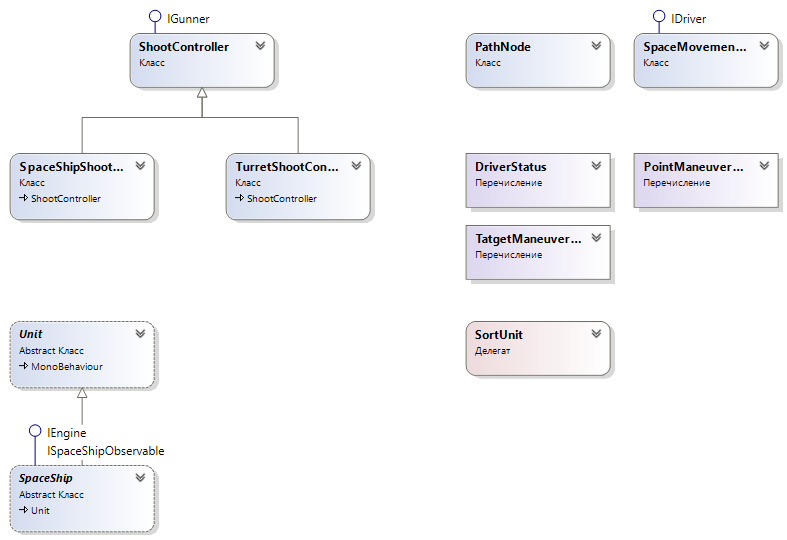 IGunner
ShootController
Класс
SpaceShipShoot...
Класс
ShootController
TurretShootCon...
Класс
ShootController
Unit
Abstract Класс
MonoBehaviour
IEngine
ISpaceShipObservable
SpaceShip
Abstract Класс
Unit
PathNode
Класс
IDriver
SpaceMovemen...
Класс
DriverStatus
Перечисление
PointManeuver...
Перечисление
TatgetManeuver...
Перечисление
SortUnit
Делегат